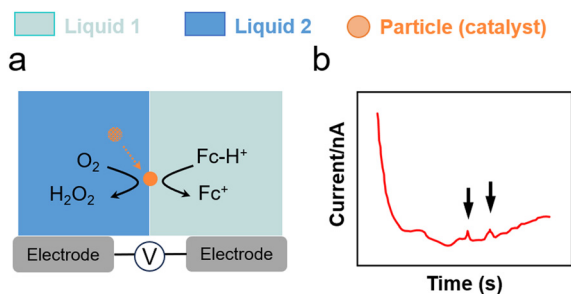 Liquid 1 Liquid 2 Particle (catalyst)
a
O₂
H₂O₂
Fc-H⁺
Fc⁺
Electrode V Electrode
b
Current/nA
Time (s)